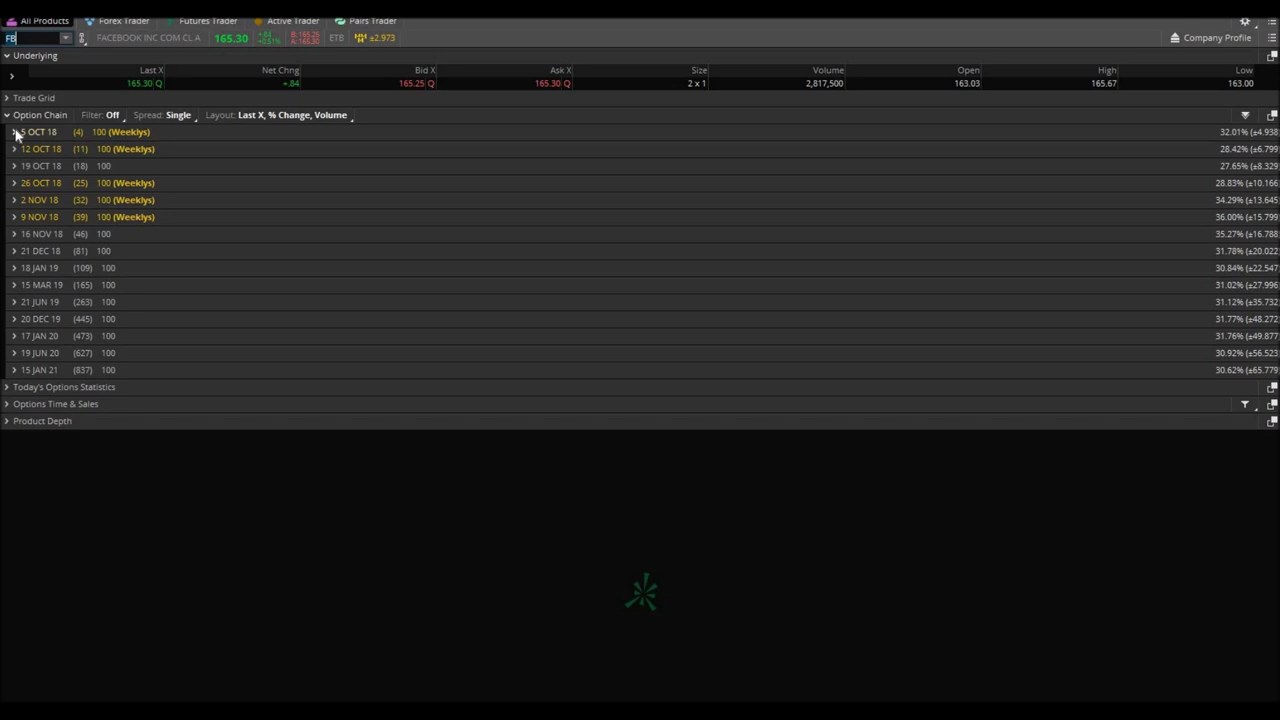 All Products Forex Trader Futures Trader Active Trader Pairs Trader
FB FACEBOOK INC COM CL A 165.30 +.84 +0.51% B: 165.25 A: 165.30 ETB ±2.973 Company Profile
Underlying
Last X Net Chng Bid X Ask X Size Volume Open High Low
165.30 Q +.84 165.25 Q 165.30 Q 2 x 1 2,817,500 163.03 165.67 163.00
Trade Grid
Option Chain Filter: Off Spread: Single Layout: Last X, % Change, Volume
5 OCT 18 (4) 100 (Weeklys) 32.01% (±4.938
12 OCT 18 (11) 100 (Weeklys) 28.42% (±6.799
19 OCT 18 (18) 100 27.65% (±8.329
26 OCT 18 (25) 100 (Weeklys) 28.83% (±10.166
2 NOV 18 (32) 100 (Weeklys) 34.29% (±13.645
9 NOV 18 (39) 100 (Weeklys) 36.00% (±15.799
16 NOV 18 (46) 100 35.27% (±16.788
21 DEC 18 (81) 100 31.78% (±20.022
18 JAN 19 (109) 100 30.84% (±22.547
15 MAR 19 (165) 100 31.02% (±27.996
21 JUN 19 (263) 100 31.12% (±35.732
20 DEC 19 (445) 100 31.77% (±48.272
17 JAN 20 (473) 100 31.76% (±49.877
19 JUN 20 (627) 100 30.92% (±56.523
15 JAN 21 (837) 100 30.62% (±65.779
Today's Options Statistics
Options Time & Sales
Product Depth